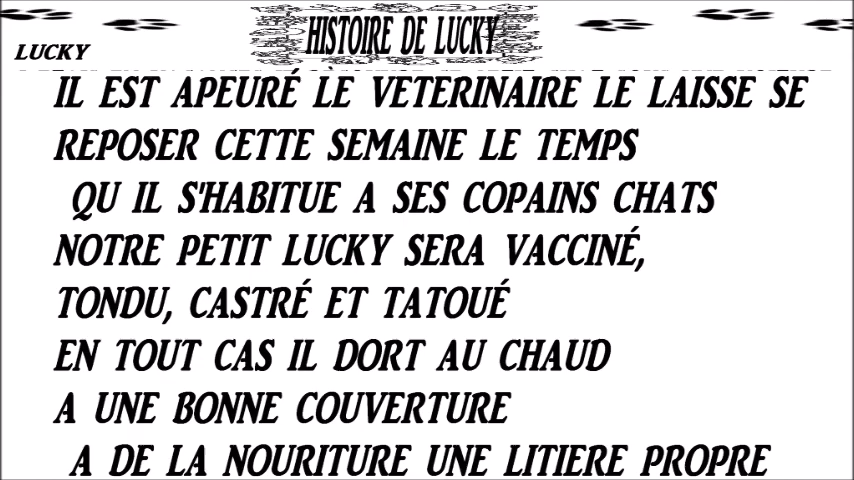 HISTOIRE DE LUCKY
LUCKY
IL EST APEURÉ LE VETERINAIRE LE LAISSE SE
REPOSER CETTE SEMAINE LE TEMPS
QU IL S'HABITUE A SES COPAINS CHATS
NOTRE PETIT LUCKY SERA VACCINÉ,
TONDU, CASTRÉ ET TATOUÉ
EN TOUT CAS IL DORT AU CHAUD
A UNE BONNE COUVERTURE
A DE LA NOURITURE UNE LITIERE PROPRE